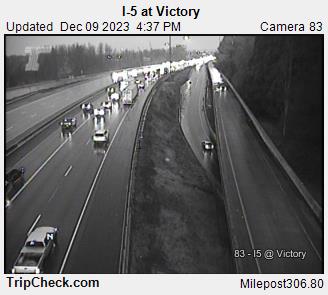 I-5 at Victory
Updated Dec 09 2023 4:37 PM Camera 83
83 - I5 @ Victory
TripCheck.com Milepost306.80